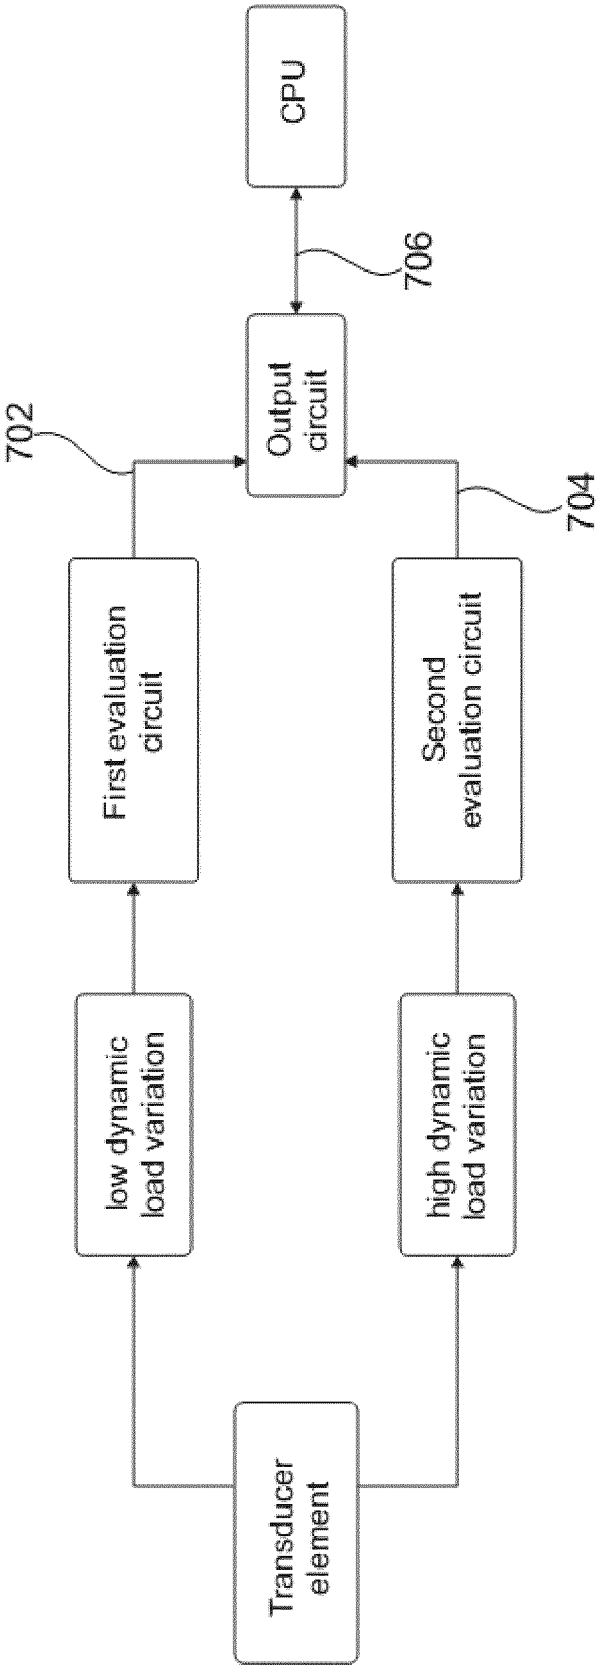 Transducer
element
low dynamic
load variation
high dynamic
load variation
First evaluation
circuit
Second
evaluation circuit
702
704
Output
circuit
706
CPU